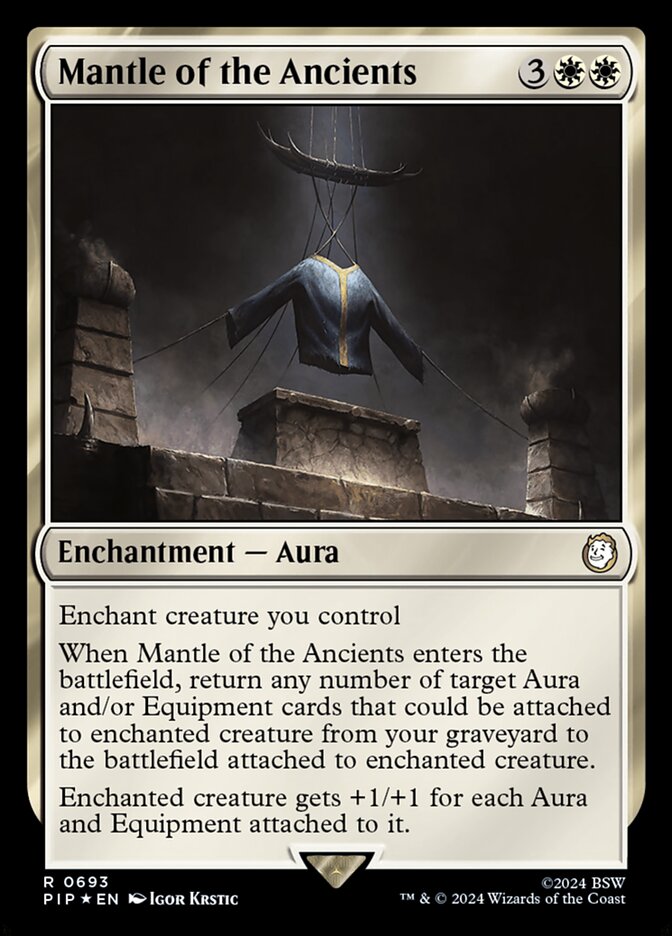 Mantle of the Ancients 3
Enchantment — Aura
Enchant creature you control
When Mantle of the Ancients enters the
battlefield, return any number of target Aura
and/or Equipment cards that could be attached
to enchanted creature from your graveyard to
the battlefield attached to enchanted creature.
Enchanted creature gets +1/+1 for each Aura
and Equipment attached to it.
R 0693 ©2024 BSW
PIP★EN Igor Krstic ™ & © 2024 Wizards of the Coast